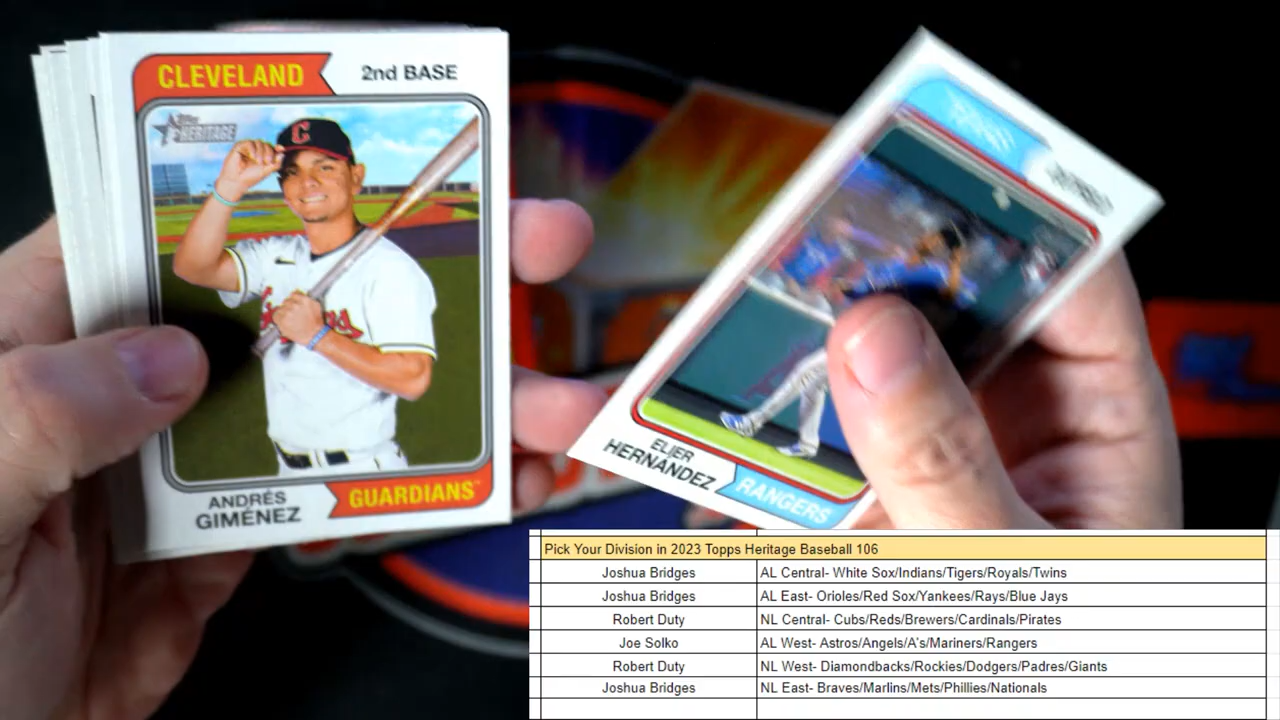 CLEVELAND
2nd BASE
Topps
HERITAGE
C
ANDRÉS
GIMÉNEZ
GUARDIANS™
ELIER
HERNANDEZ
RANGERS
Pick Your Division in 2023 Topps Heritage Baseball 106
Joshua Bridges AL Central- White Sox/Indians/Tigers/Royals/Twins
Joshua Bridges AL East- Orioles/Red Sox/Yankees/Rays/Blue Jays
Robert Duty NL Central- Cubs/Reds/Brewers/Cardinals/Pirates
Joe Solko AL West- Astros/Angels/A's/Mariners/Rangers
Robert Duty NL West- Diamondbacks/Rockies/Dodgers/Padres/Giants
Joshua Bridges NL East- Braves/Marlins/Mets/Phillies/Nationals